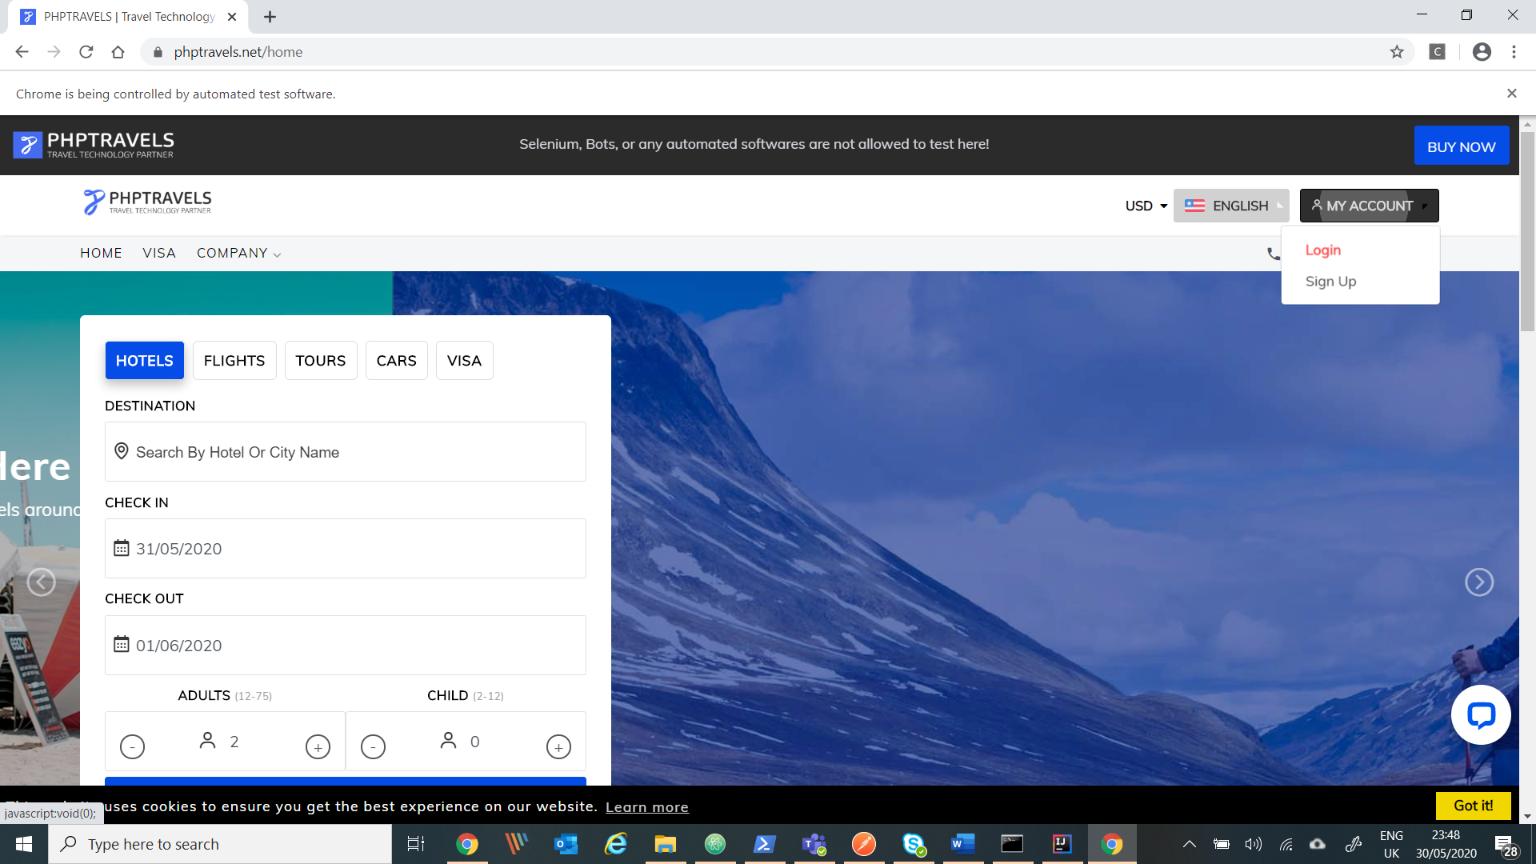 PHPTRAVELS | Travel Technology
phptravels.net/home
Chrome is being controlled by automated test software.
PHPTRAVELS
TRAVEL TECHNOLOGY PARTNER
Selenium, Bots, or any automated softwares are not allowed to test here!
BUY NOW
PHPTRAVELS
TRAVEL TECHNOLOGY PARTNER
USD
ENGLISH
MY ACCOUNT
HOME VISA COMPANY
Login
Sign Up
HOTELS FLIGHTS TOURS CARS VISA
DESTINATION
Search By Hotel Or City Name
Here
CHECK IN
els around
31/05/2020
CHECK OUT
01/06/2020
ADULTS (12-75) CHILD (2-12)
- 2 + - 0 +
uses cookies to ensure you get the best experience on our website. Learn more
Got it!
javascript:void(0);
Type here to search
ENG
UK
23:48
30/05/2020
28